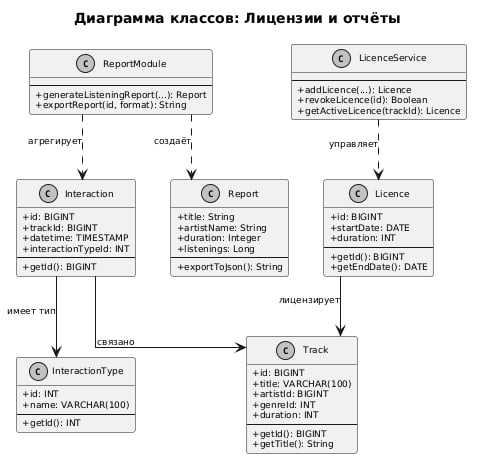 Диаграмма классов: Лицензии и отчёты
C ReportModule
+generateListeningReport(...): Report
+exportReport(id, format): String
C LicenceService
+addLicence(...): Licence
+revokeLicence(id): Boolean
+getActiveLicence(trackId): Licence
агрегирует
создаёт
управляет
C Interaction
+id: BIGINT
+trackId: BIGINT
+datetime: TIMESTAMP
+interactionTypeId: INT
+getId(): BIGINT
C Report
+title: String
+artistName: String
+duration: Integer
+listenings: Long
+exportToJson(): String
C Licence
+id: BIGINT
+startDate: DATE
+duration: INT
+getId(): BIGINT
+getEndDate(): DATE
имеет тип
связано
лицензирует
C InteractionType
+id: INT
+name: VARCHAR(100)
+getId(): INT
C Track
+id: BIGINT
+title: VARCHAR(100)
+artistId: BIGINT
+genreId: INT
+duration: INT
+getId(): BIGINT
+getTitle(): String